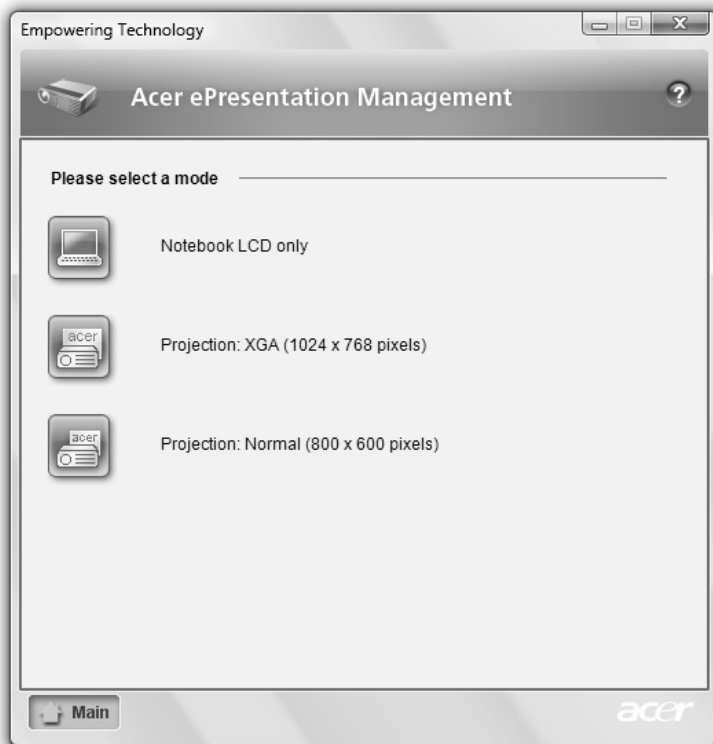 Empowering Technology
Acer ePresentation Management
?
Please select a mode
Notebook LCD only
acer
Projection: XGA (1024 x 768 pixels)
acer
Projection: Normal (800 x 600 pixels)
Main
acer